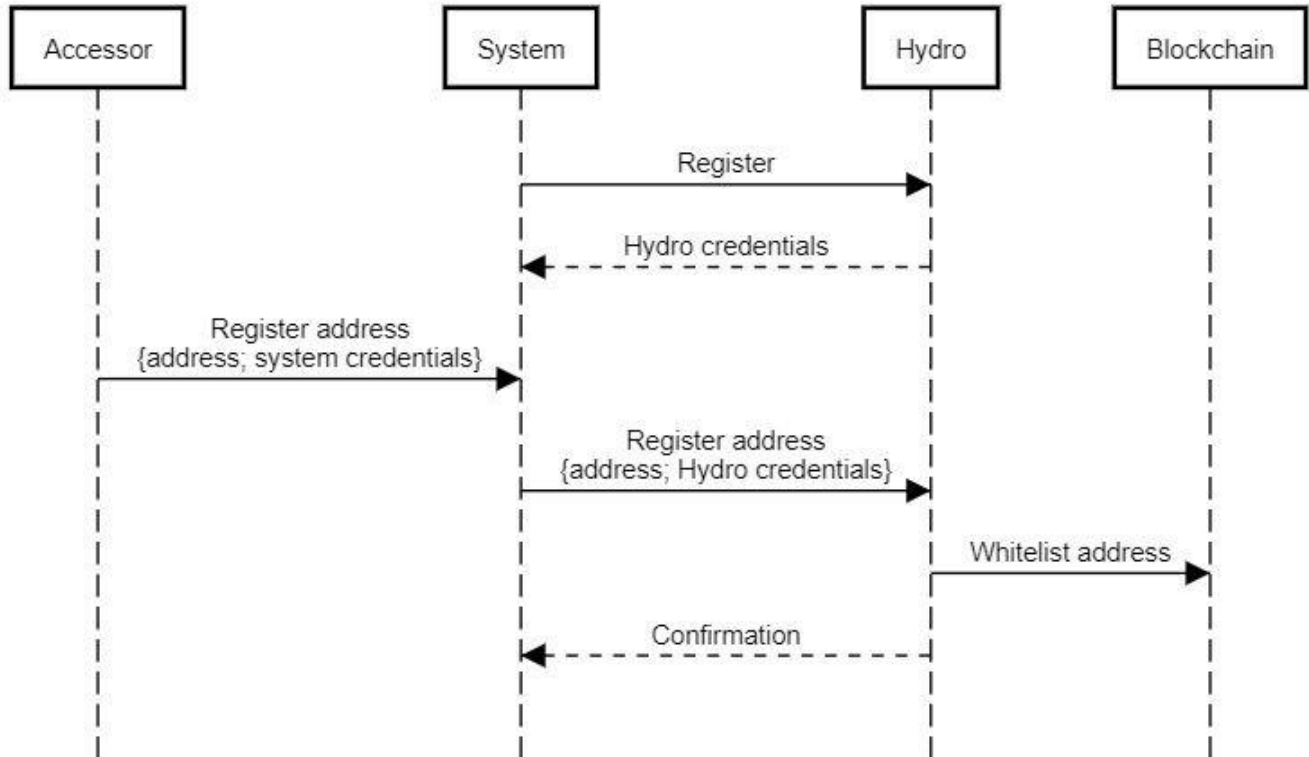 Accessor
System
Hydro
Blockchain
Register
Hydro credentials
Register address
{address; system credentials}
Register address
{address; Hydro credentials}
Whitelist address
Confirmation